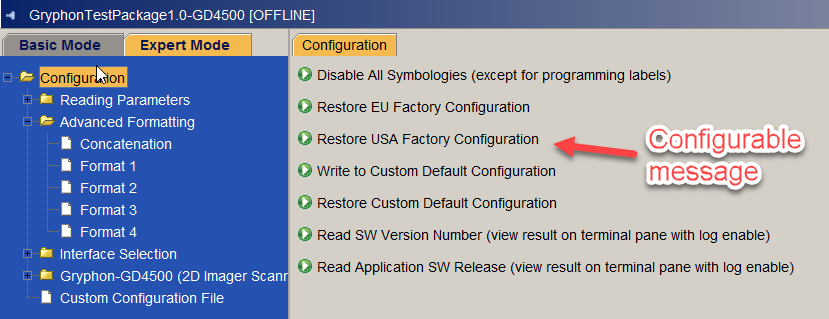 GryphonTestPackage1.0-GD4500 [OFFLINE]
Basic Mode
Expert Mode
Configuration
Reading Parameters
Advanced Formatting
Concatenation
Format 1
Format 2
Format 3
Format 4
Interface Selection
Gryphon-GD4500 (2D Imager Scann
Custom Configuration File
Configuration
Disable All Symbologies (except for programming labels)
Restore EU Factory Configuration
Restore USA Factory Configuration
Write to Custom Default Configuration
Restore Custom Default Configuration
Read SW Version Number (view result on terminal pane with log enable)
Read Application SW Release (view result on terminal pane with log enable)
Configurable
message